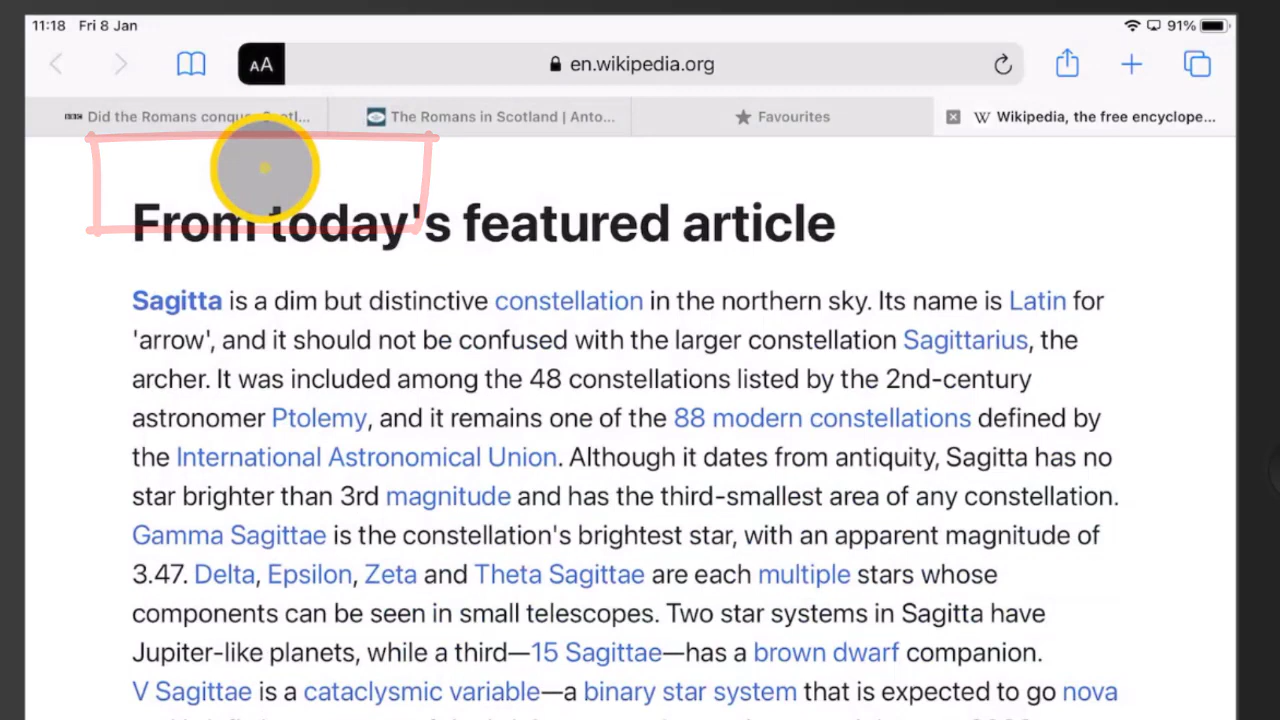 11:18 Fri 8 Jan 91%
AA en.wikipedia.org
Did the Romans Scotl... The Romans in Scotland | Anto... Favourites W Wikipedia, the free encyclope...
From today's featured article
Sagitta is a dim but distinctive constellation in the northern sky. Its name is Latin for
'arrow', and it should not be confused with the larger constellation Sagittarius, the
archer. It was included among the 48 constellations listed by the 2nd-century
astronomer Ptolemy, and it remains one of the 88 modern constellations defined by
the International Astronomical Union. Although it dates from antiquity, Sagitta has no
star brighter than 3rd magnitude and has the third-smallest area of any constellation.
Gamma Sagittae is the constellation's brightest star, with an apparent magnitude of
3.47. Delta, Epsilon, Zeta and Theta Sagittae are each multiple stars whose
components can be seen in small telescopes. Two star systems in Sagitta have
Jupiter-like planets, while a third—15 Sagittae—has a brown dwarf companion.
V Sagittae is a cataclysmic variable—a binary star system that is expected to go nova